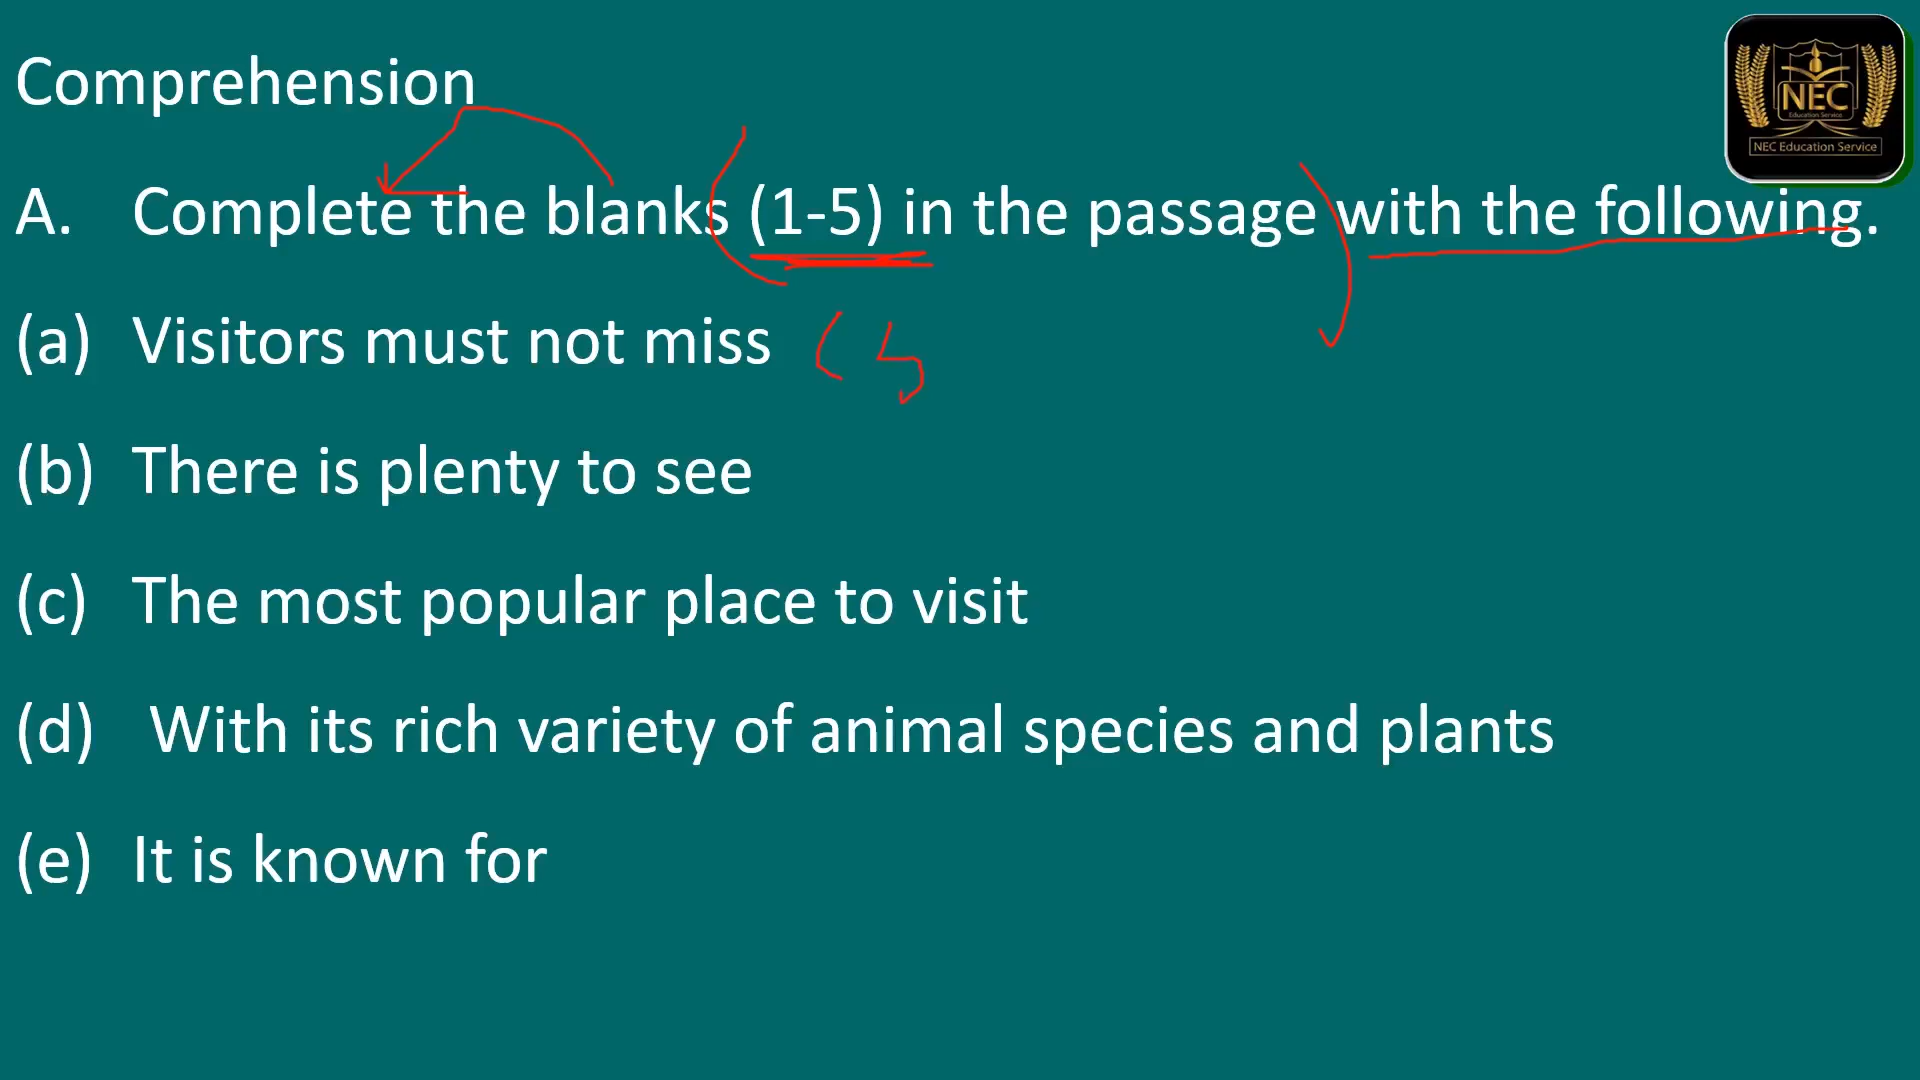 NEC
Education Service
NEC Education Service
Comprehension
A. Complete the blanks (1-5) in the passage with the following.
(a) Visitors must not miss
(b) There is plenty to see
(c) The most popular place to visit
(d) With its rich variety of animal species and plants
(e) It is known for